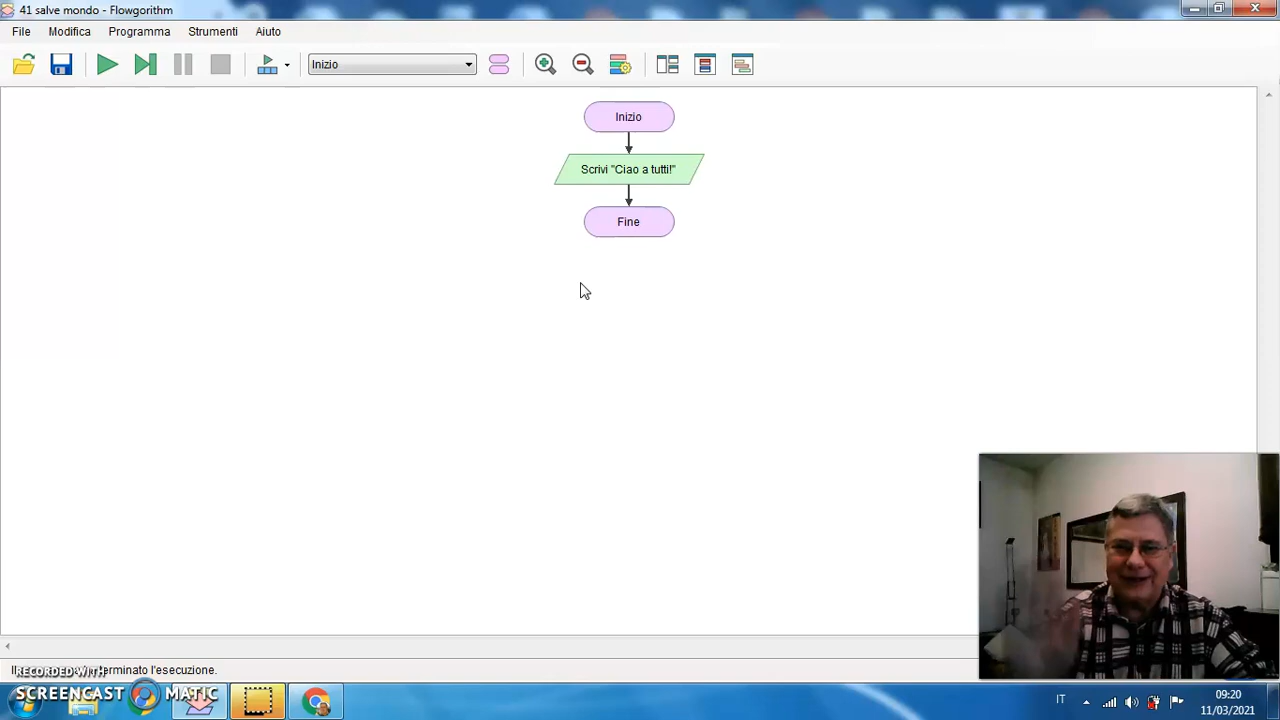 41 salve mondo - Flowgorithm
File Modifica Programma Strumenti Aiuto
Inizio
Inizio
Scrivi "Ciao a tutti!"
Fine
terminato l'esecuzione.
RECORDED WITH
SCREENCAST MATIC
IT
09:20
11/03/2021